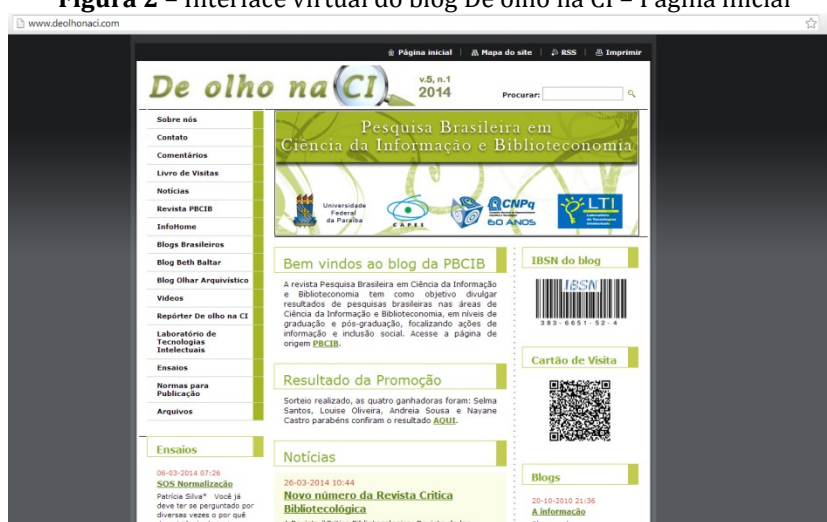 Figura 2 – Interface virtual do blog De olho na CI – Página inicial
www.deolhonaci.com
Página inicial
Mapa do site
RSS
Imprimir
De olho na CI
v.5, n.1
2014
Procurar:
Sobre nós
Contato
Comentários
Livro de Visitas
Notícias
Revista PBCIB
InfoHome
Blogs Brasileiros
Blog Beth Baltar
Blog Olhar Arquivístico
Videos
Repórter De olho na CI
Laboratório de
Tecnologias
Intelectuais
Ensaios
Normas para
Publicação
Arquivos
Ensaios
06-03-2014 07:26
SOS Normalização
Patrícia Silva* Você já
deve ter se perguntado por
diversas vezes o por quê
Pesquisa Brasileira em
Ciência da Informação e Biblioteconomia
Universidade
Federal
da Paraíba
CAPES
CNPq
60 ANOS
LTI
Bem vindos ao blog da PBCIB
A revista Pesquisa Brasileira em Ciência da Informação
e Biblioteconomia tem como objetivo divulgar
resultados de pesquisas brasileiras nas áreas de
Ciência da Informação e Biblioteconomia, em níveis de
graduação e pós-graduação, focalizando ações de
informação e inclusão social. Acesse a página de
origem PBCIB.
Resultado da Promoção
Sorteio realizado, as quatro ganhadoras foram: Selma
Santos, Louise Oliveira, Andreia Sousa e Nayane
Castro parabéns confiram o resultado AQUI.
Notícias
26-03-2014 10:44
Novo número da Revista Crítica
Bibliotecológica
IBSN do blog
IBSN
383-6651-52-4
Cartão de Visita
Blogs
20-10-2010 21:36
A informação